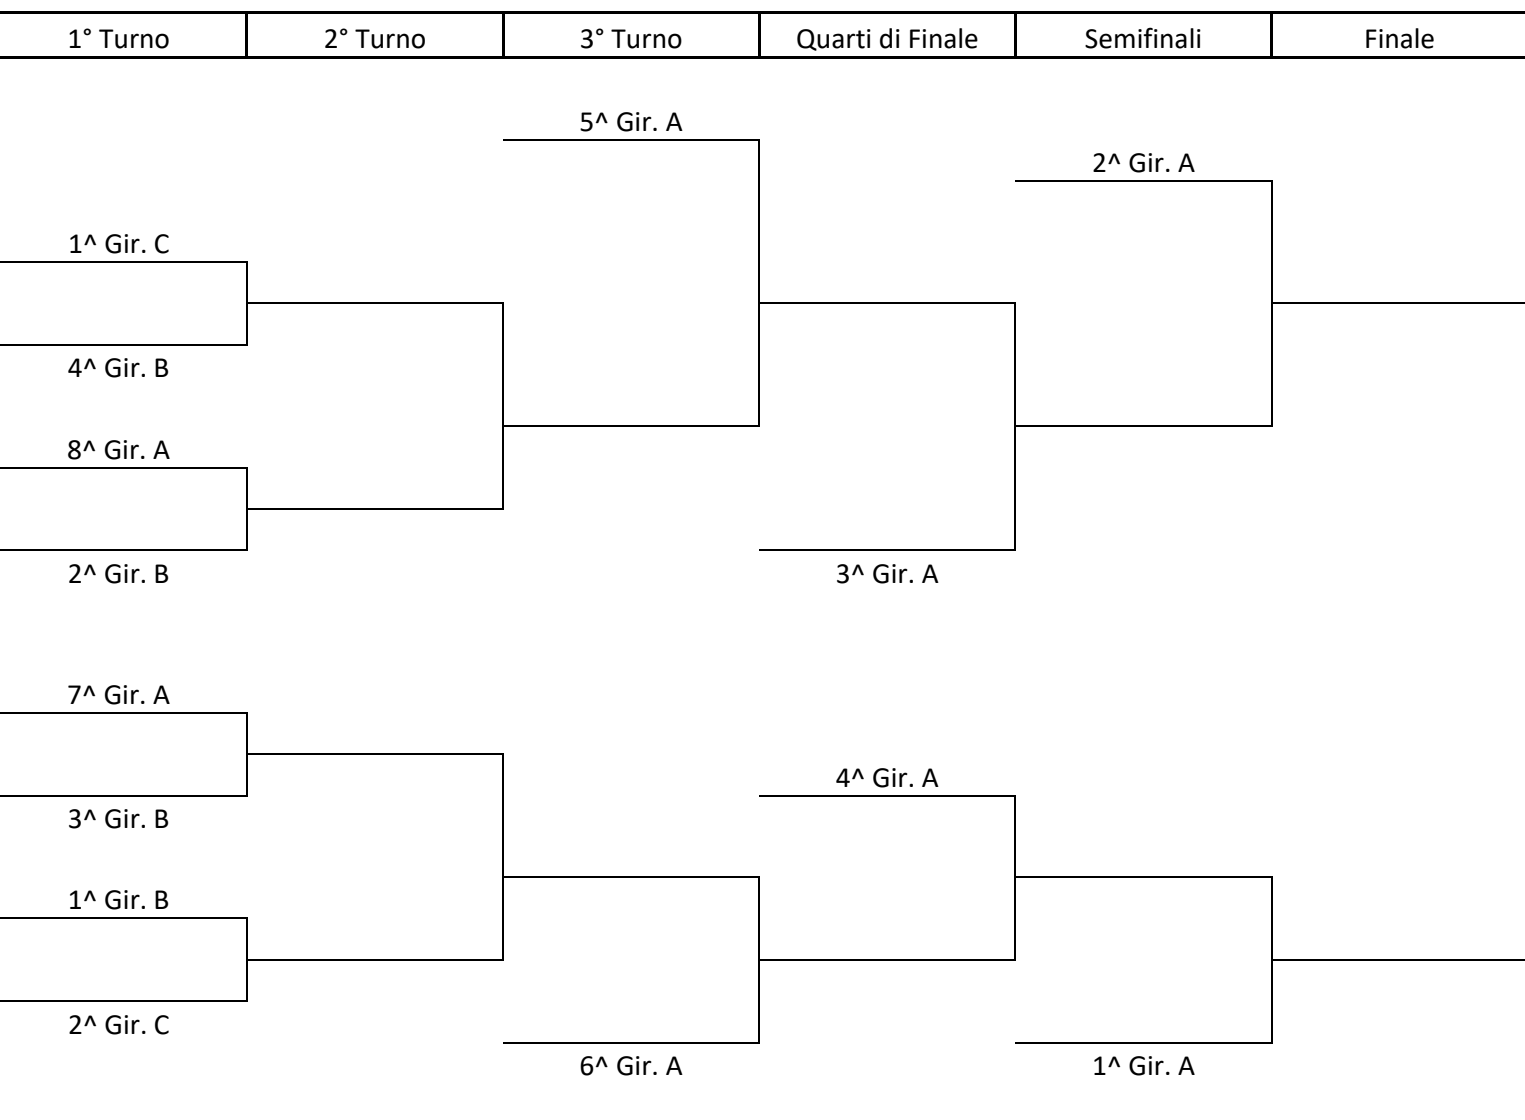 1° Turno
2° Turno
3° Turno
Quarti di Finale
Semifinali
Finale
5^ Gir. A
2^ Gir. A
1^ Gir. C
4^ Gir. B
8^ Gir. A
2^ Gir. B
3^ Gir. A
7^ Gir. A
4^ Gir. A
3^ Gir. B
1^ Gir. B
2^ Gir. C
6^ Gir. A
1^ Gir. A